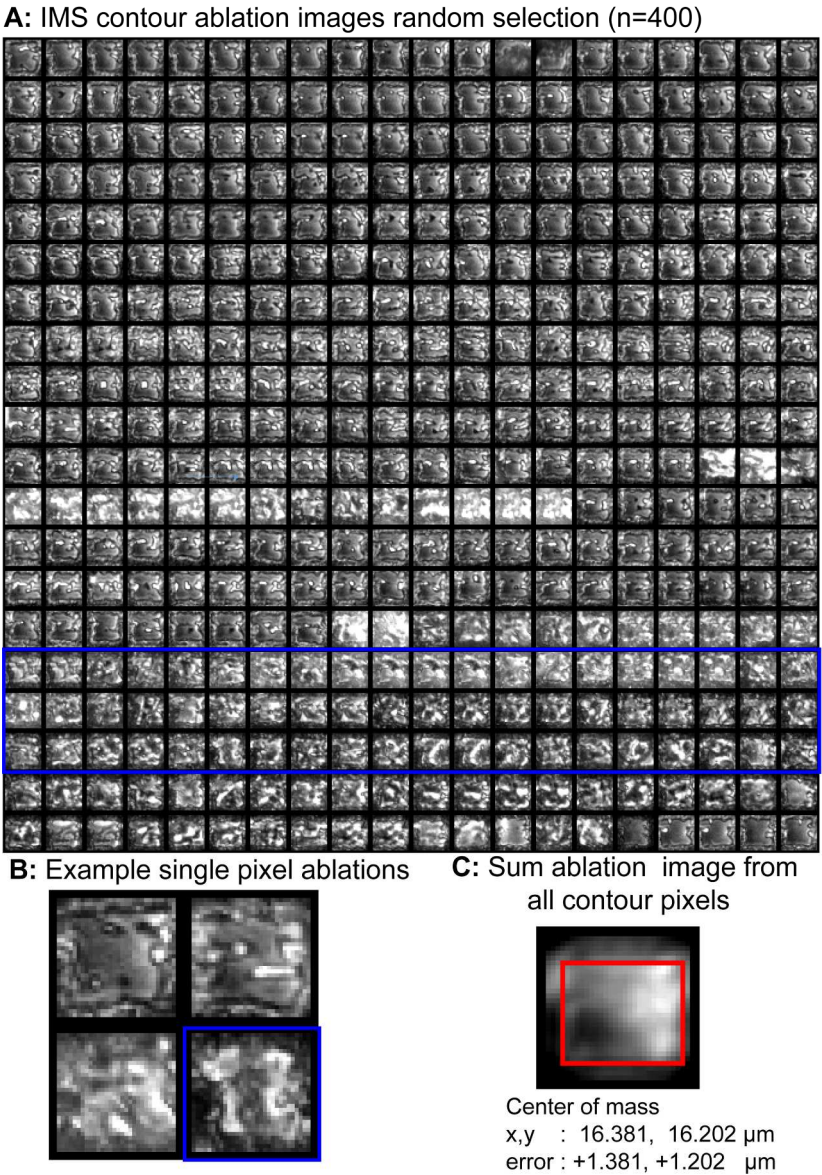 A: IMS contour ablation images random selection (n=400)
B: Example single pixel ablations
C: Sum ablation image from
all contour pixels
Center of mass
x,y : 16.381, 16.202 µm
error : +1.381, +1.202 µm